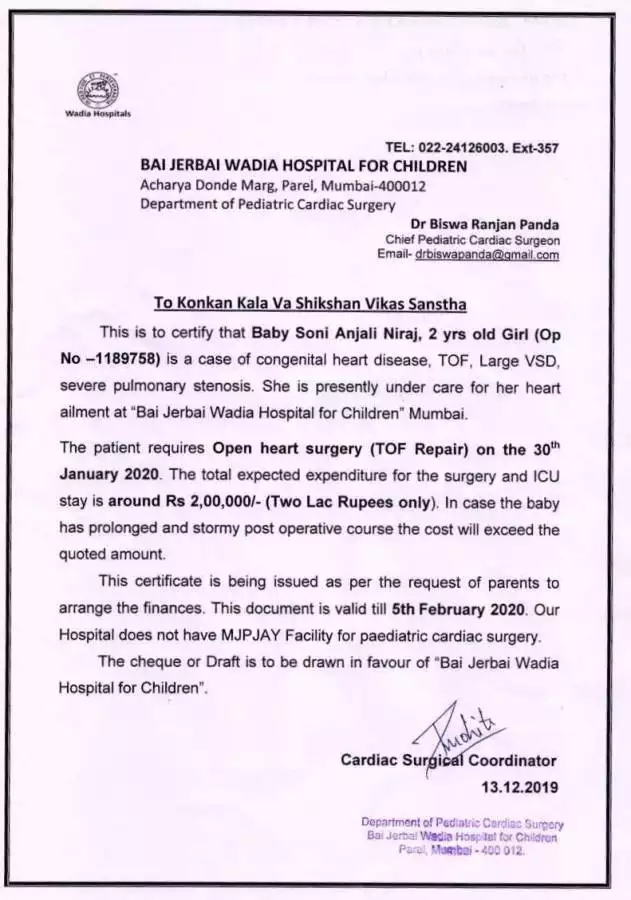 Wadia Hospitals
TEL: 022-24126003. Ext-357
BAI JERBAI WADIA HOSPITAL FOR CHILDREN
Acharya Donde Marg, Parel, Mumbai-400012
Department of Pediatric Cardiac Surgery
Dr Biswa Ranjan Panda
Chief Pediatric Cardiac Surgeon
Email- drbiswapanda@gmail.com
To Konkan Kala Va Shikshan Vikas Sanstha
This is to certify that Baby Soni Anjali Niraj, 2 yrs old Girl (Op
No –1189758) is a case of congenital heart disease, TOF, Large VSD,
severe pulmonary stenosis. She is presently under care for her heart
ailment at “Bai Jerbai Wadia Hospital for Children” Mumbai.
The patient requires Open heart surgery (TOF Repair) on the 30th
January 2020. The total expected expenditure for the surgery and ICU
stay is around Rs 2,00,000/- (Two Lac Rupees only). In case the baby
has prolonged and stormy post operative course the cost will exceed the
quoted amount.
This certificate is being issued as per the request of parents to
arrange the finances. This document is valid till 5th February 2020. Our
Hospital does not have MJPJAY Facility for paediatric cardiac surgery.
The cheque or Draft is to be drawn in favour of “Bai Jerbai Wadia
Hospital for Children”.
Cardiac Surgical Coordinator
13.12.2019
Department of Pediatric Cardiac Surgery
Bai Jerbai Wadia Hospital for Children
Parel, Mumbai - 400 012.